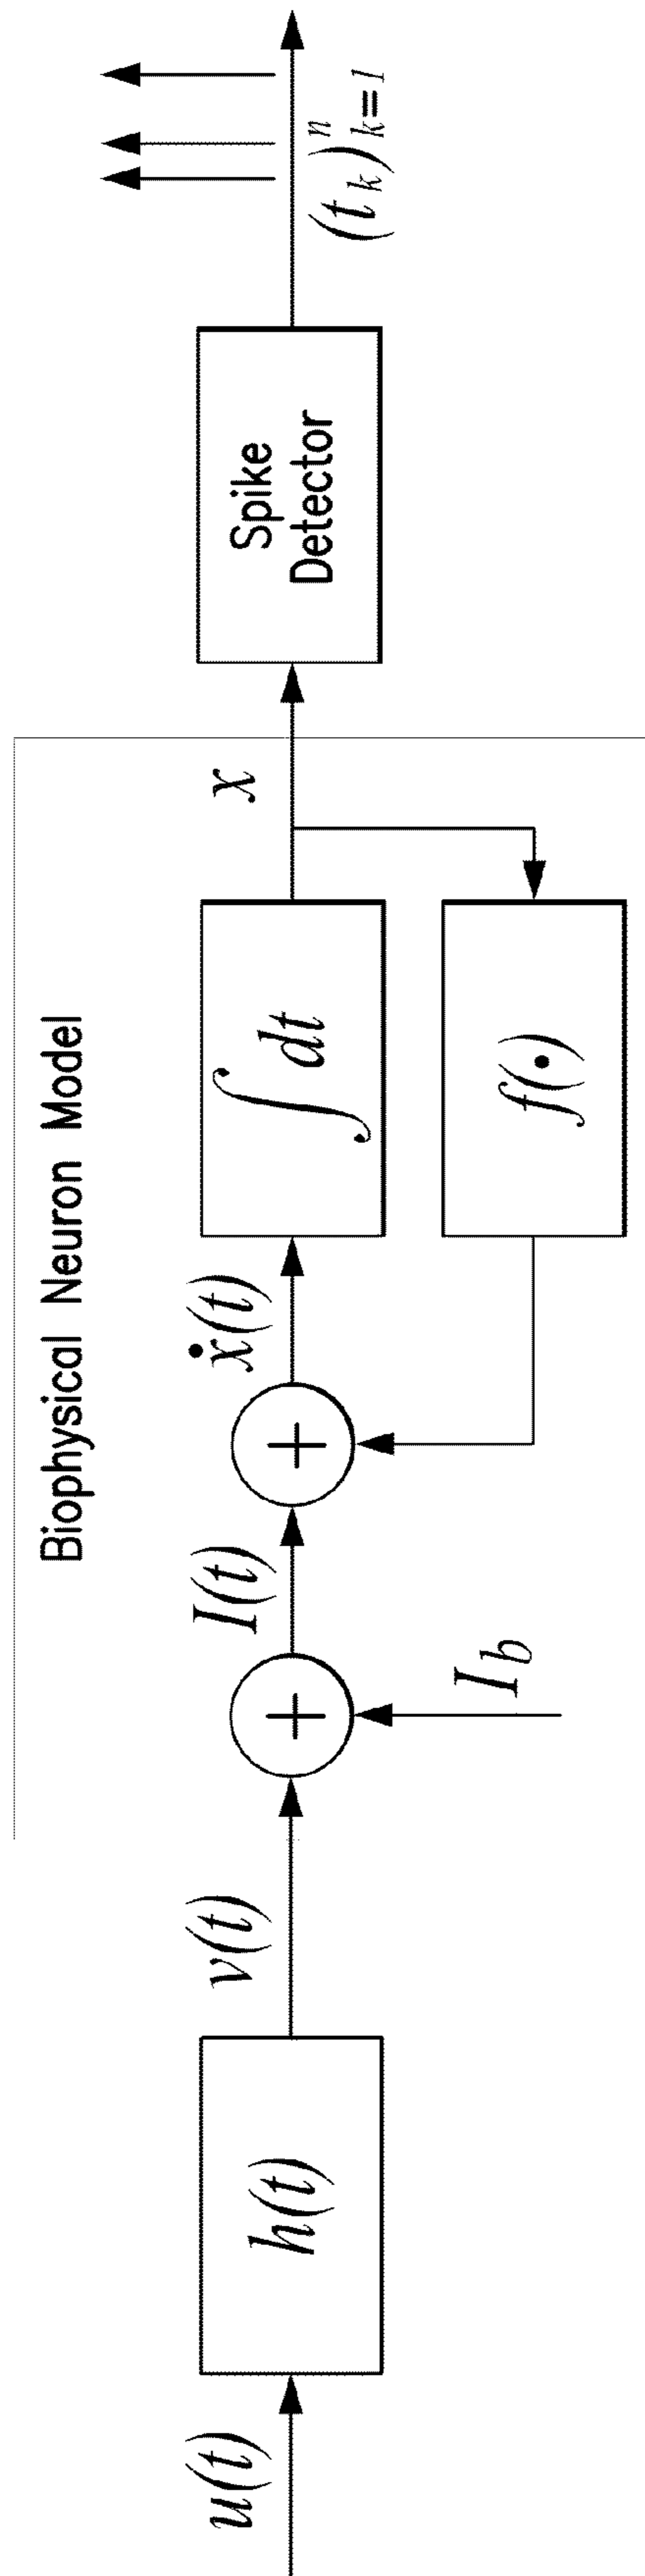 Biophysical Neuron Model
u(t)
h(t)
v(t)
+
I_b
I(t)
+
ẋ(t)
∫dt
f(·)
x
Spike
Detector
(t_k)^n_{k=1}